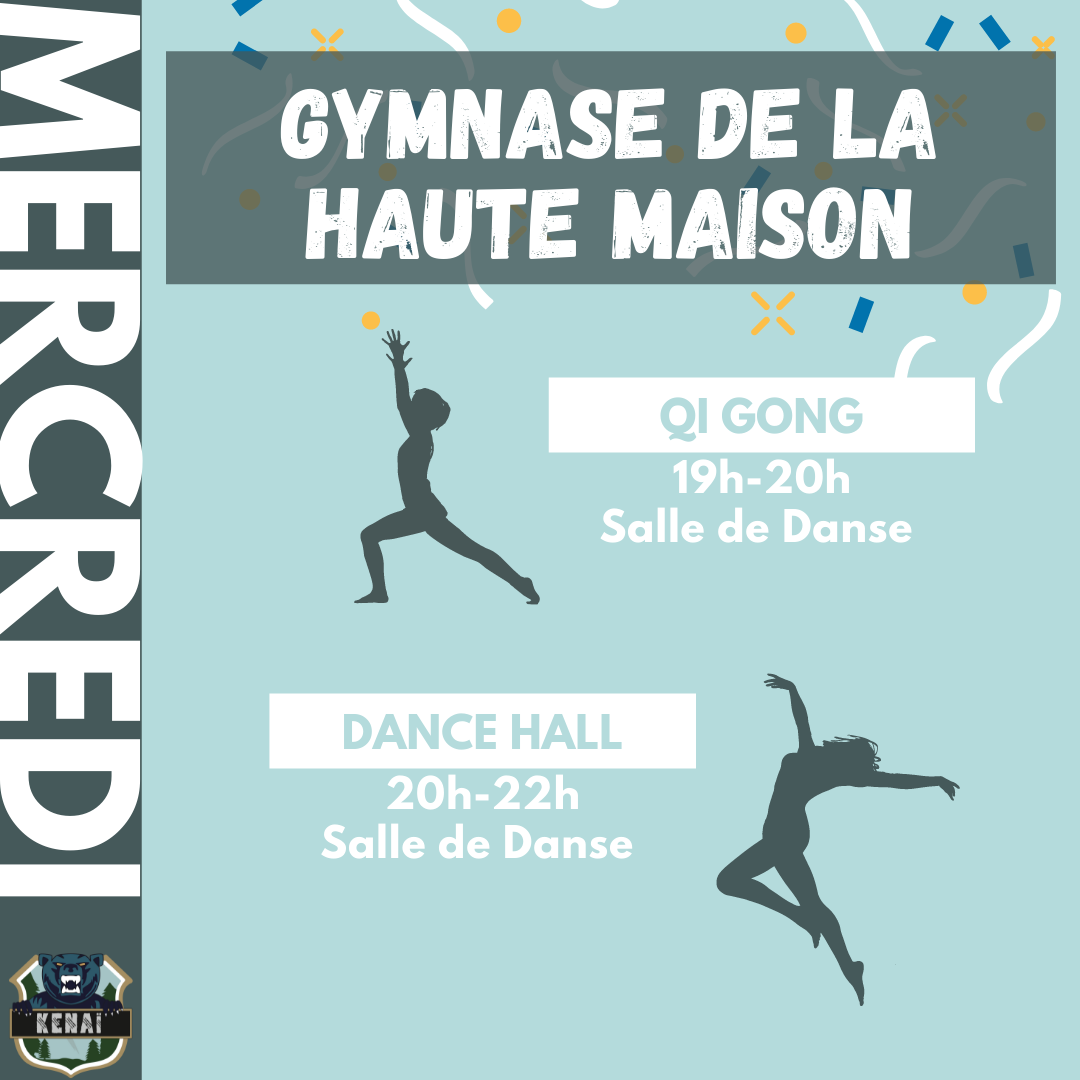 MERCREDI
GYMNASE DE LA
HAUTE MAISON
QI GONG
19h-20h
Salle de Danse
DANCE HALL
20h-22h
Salle de Danse
KENAÏ